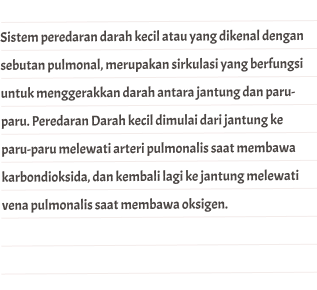 Sistem peredaran darah kecil atau yang dikenal dengan
sebutan pulmonal, merupakan sirkulasi yang berfungsi
untuk menggerakkan darah antara jantung dan paru-
paru. Peredaran Darah kecil dimulai dari jantung ke
paru-paru melewati arteri pulmonalis saat membawa
karbondioksida, dan kembali lagi ke jantung melewati
vena pulmonalis saat membawa oksigen.